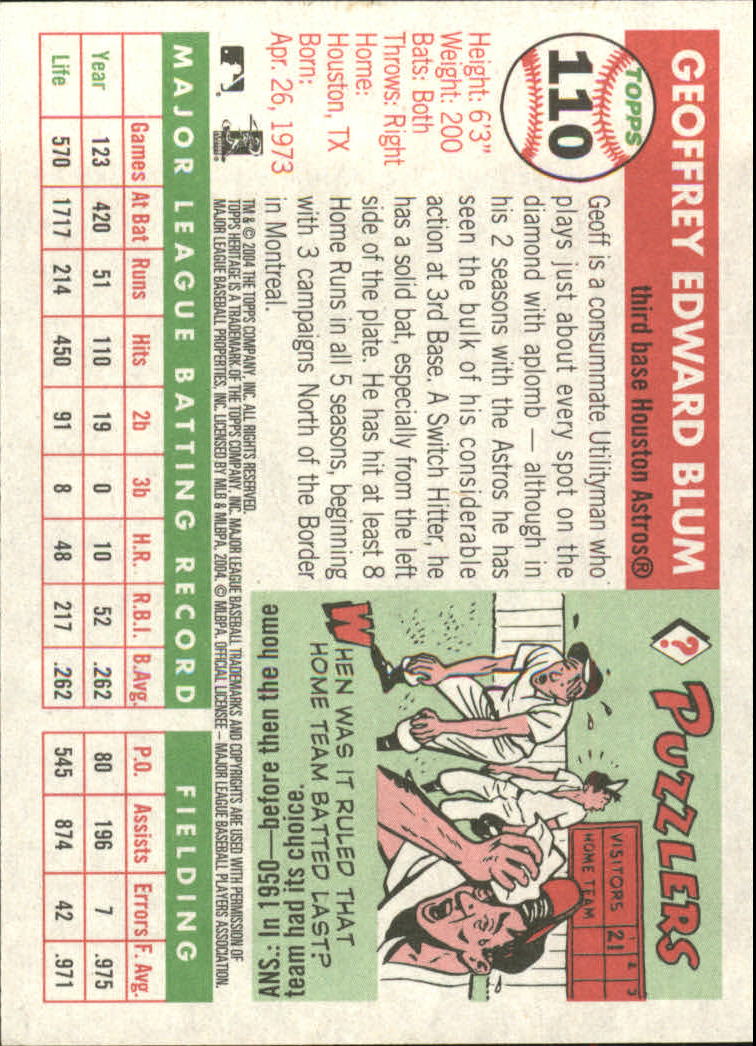 GEOFFREY EDWARD BLUM
third base Houston Astros®
TOPPS
110
Height: 6'3"
Weight: 200
Bats: Both
Throws: Right
Home:
Houston, TX
Born:
Apr. 26, 1973
Geoff is a consummate Utilityman who
plays just about every spot on the
diamond with aplomb — although in
his 2 seasons with the Astros he has
seen the bulk of his considerable
action at 3rd Base. A Switch Hitter, he
has a solid bat, especially from the left
side of the plate. He has hit at least 8
Home Runs in all 5 seasons, beginning
with 3 campaigns North of the Border
in Montreal.
? PUZZLERS
VISITORS 2
HOME TEAM
WHEN WAS IT RULED THAT
HOME TEAM BATTED LAST?
ANS.: In 1950—before then the home
team had its choice.
TM & © 2004 THE TOPPS COMPANY, INC. ALL RIGHTS RESERVED.
TOPPS HERITAGE IS A TRADEMARK OF THE TOPPS COMPANY, INC. MAJOR LEAGUE BASEBALL TRADEMARKS AND COPYRIGHTS ARE USED WITH PERMISSION OF
MAJOR LEAGUE BASEBALL PROPERTIES, INC. LICENSED BY MLB & MLBPA. 2004. © MLBPA. OFFICIAL LICENSEE – MAJOR LEAGUE BASEBALL PLAYERS ASSOCIATION.
MAJOR LEAGUE BATTING RECORD FIELDING
Games At Bat Runs Hits 2b 3b H.R. R.B.I. B.Avg. P.O. Assists Errors F. Avg.
Year 123 420 51 110 19 0 10 52 .262 80 196 7 .975
Life 570 1717 214 450 91 8 48 217 .262 545 874 42 .971